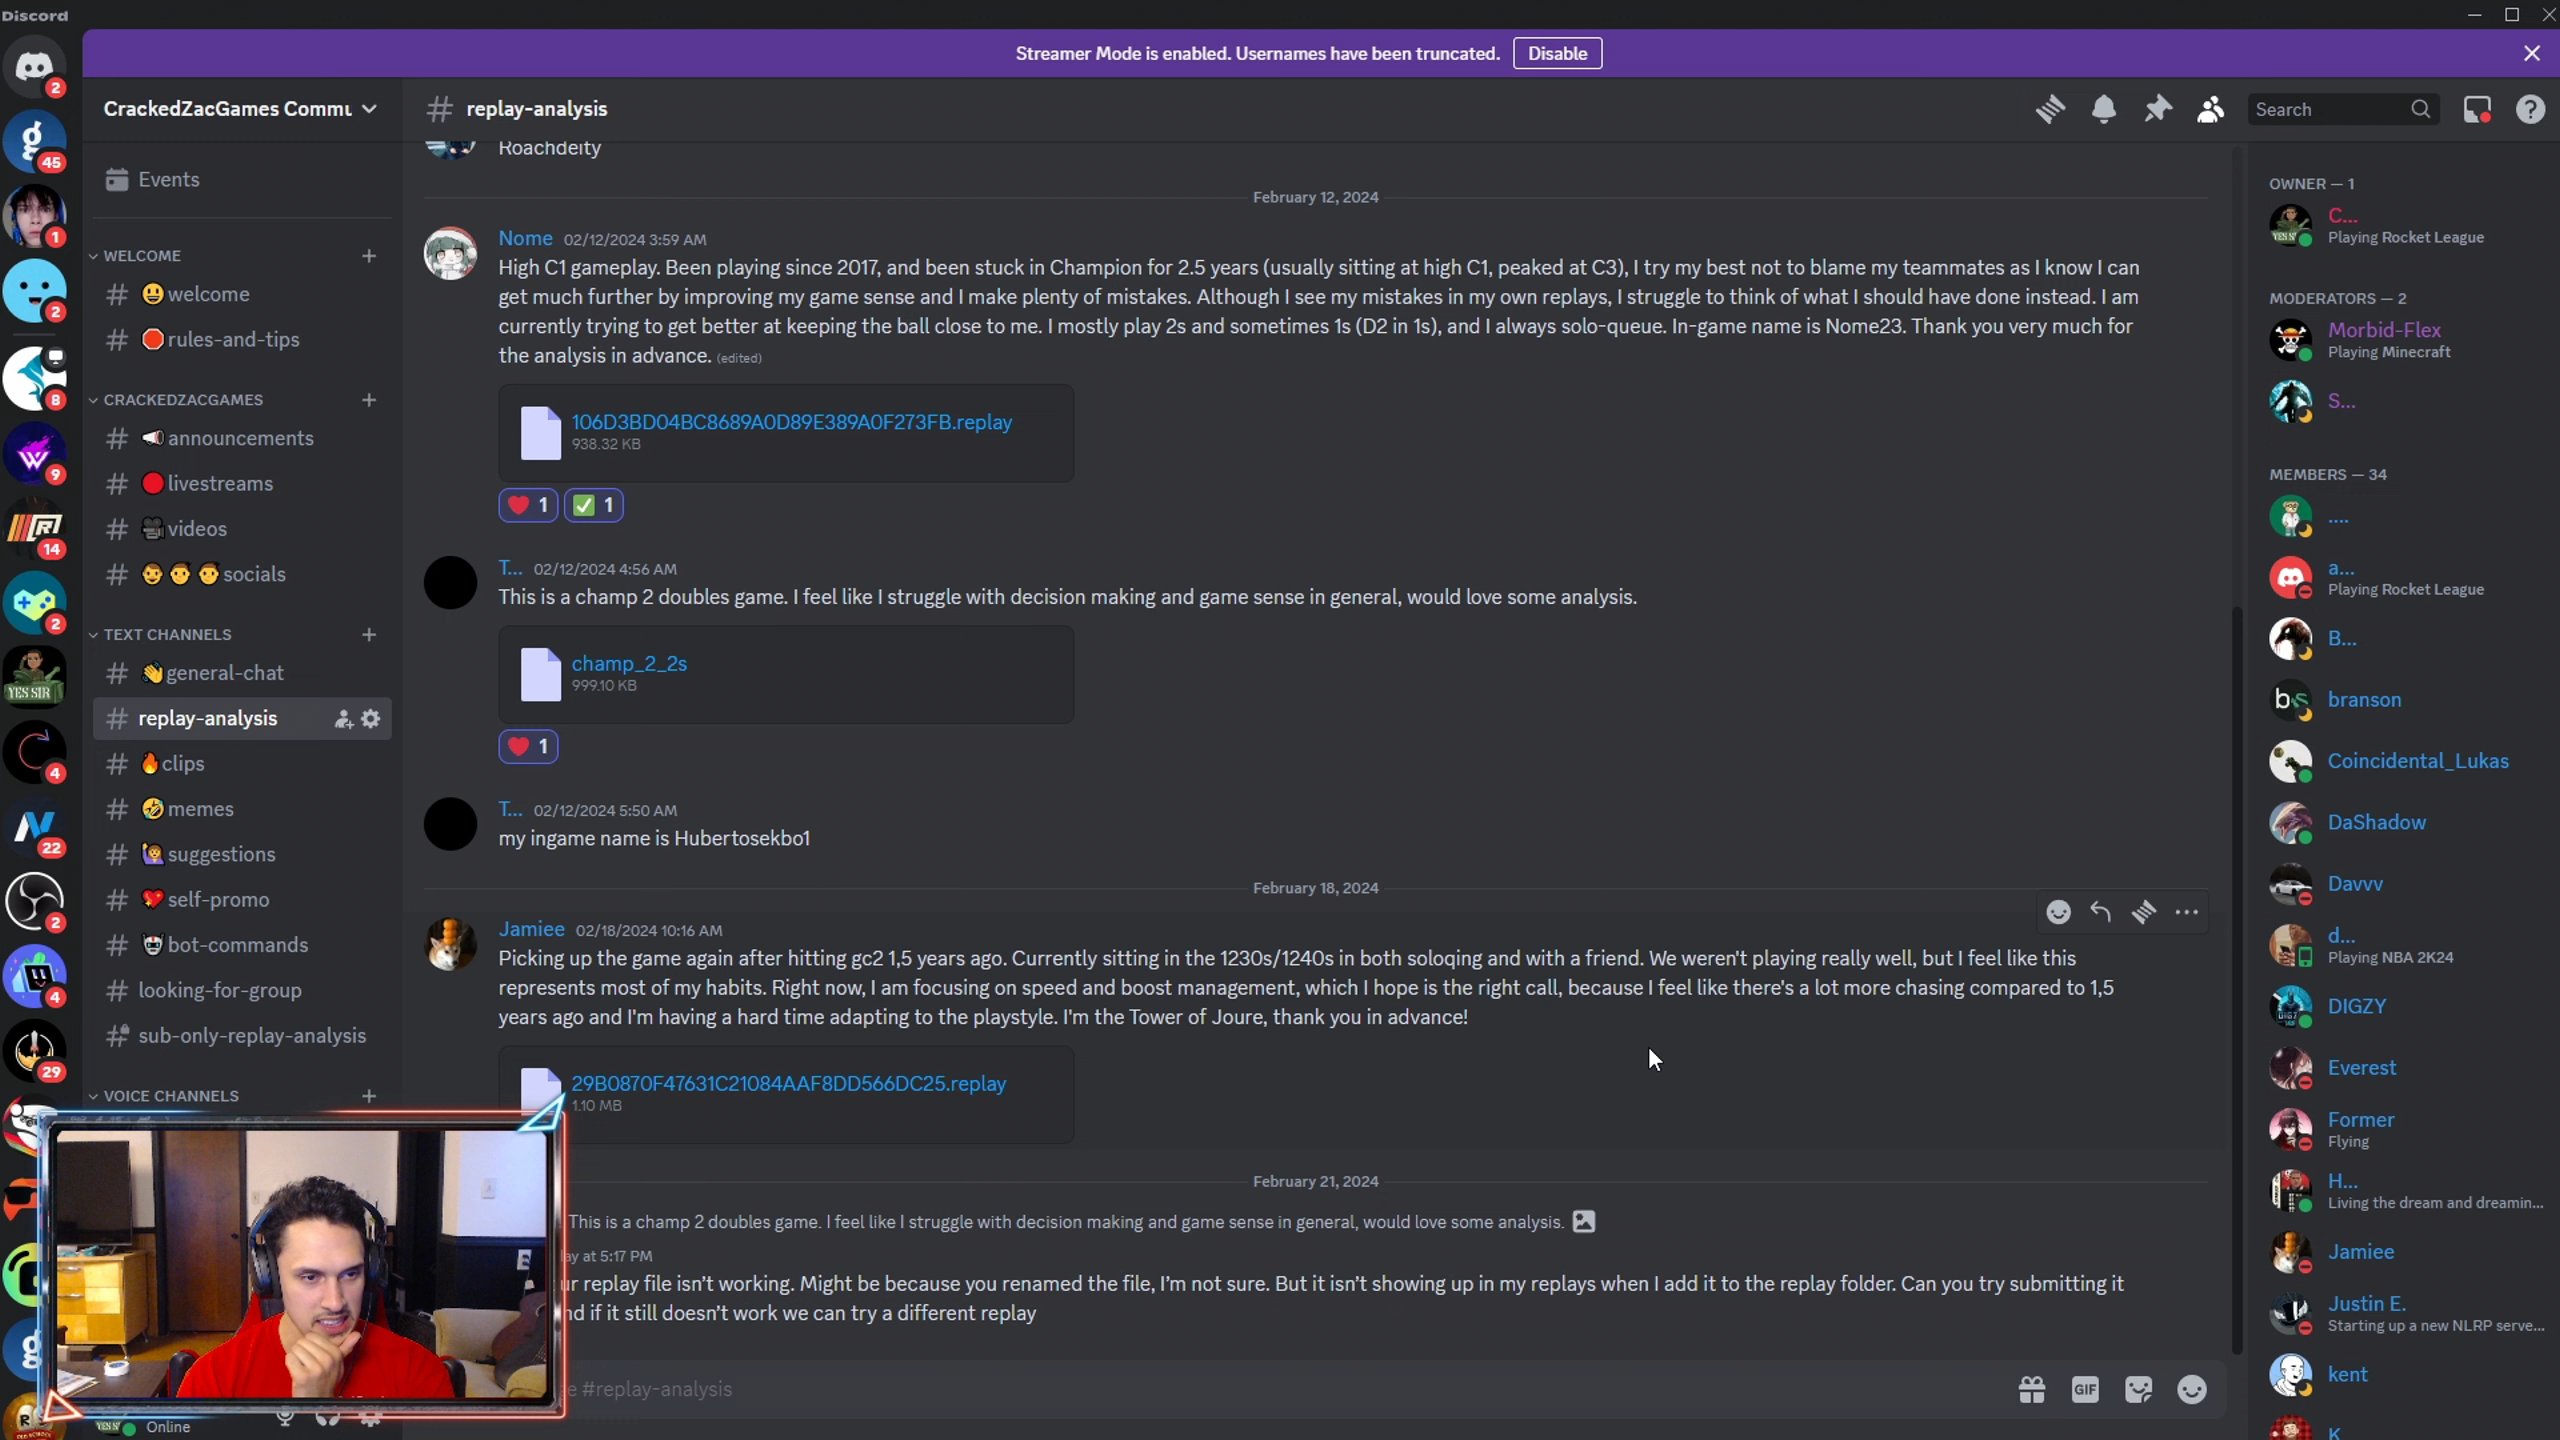 Discord
Streamer Mode is enabled. Usernames have been truncated. Disable
CrackedZacGames Commu
# replay-analysis
Search
Events
WELCOME
# welcome
# rules-and-tips
CRACKEDZACGAMES
# announcements
# livestreams
# videos
# socials
TEXT CHANNELS
# general-chat
# replay-analysis
# clips
# memes
# suggestions
# self-promo
# bot-commands
# looking-for-group
# sub-only-replay-analysis
VOICE CHANNELS
Online
2
45
1
2
8
9
14
2
YES SIR
4
22
2
4
29
Roachdeity
February 12, 2024
Nome 02/12/2024 3:59 AM
High C1 gameplay. Been playing since 2017, and been stuck in Champion for 2.5 years (usually sitting at high C1, peaked at C3), I try my best not to blame my teammates as I know I can
get much further by improving my game sense and I make plenty of mistakes. Although I see my mistakes in my own replays, I struggle to think of what I should have done instead. I am
currently trying to get better at keeping the ball close to me. I mostly play 2s and sometimes 1s (D2 in 1s), and I always solo-queue. In-game name is Nome23. Thank you very much for
the analysis in advance. (edited)
106D3BD04BC8689A0D89E389A0F273FB.replay
938.32 KB
1 1
T... 02/12/2024 4:56 AM
This is a champ 2 doubles game. I feel like I struggle with decision making and game sense in general, would love some analysis.
champ_2_2s
999.10 KB
1
T... 02/12/2024 5:50 AM
my ingame name is Hubertosekbo1
February 18, 2024
Jamiee 02/18/2024 10:16 AM
Picking up the game again after hitting gc2 1,5 years ago. Currently sitting in the 1230s/1240s in both soloqing and with a friend. We weren't playing really well, but I feel like this
represents most of my habits. Right now, I am focusing on speed and boost management, which I hope is the right call, because I feel like there's a lot more chasing compared to 1,5
years ago and I'm having a hard time adapting to the playstyle. I'm the Tower of Joure, thank you in advance!
29B0870F47631C21084AAF8DD566DC25.replay
1.10 MB
February 21, 2024
This is a champ 2 doubles game. I feel like I struggle with decision making and game sense in general, would love some analysis.
ay at 5:17 PM
ur replay file isn't working. Might be because you renamed the file, I'm not sure. But it isn't showing up in my replays when I add it to the replay folder. Can you try submitting it
nd if it still doesn't work we can try a different replay
e #replay-analysis
GIF
OWNER — 1
C...
Playing Rocket League
MODERATORS — 2
Morbid-Flex
Playing Minecraft
S...
MEMBERS — 34
....
a...
Playing Rocket League
B...
branson
Coincidental_Lukas
DaShadow
Davvv
d...
Playing NBA 2K24
DIGZY
Everest
Former
Flying
H...
Living the dream and dreamin...
Jamiee
Justin E.
Starting up a new NLRP serve...
kent
K